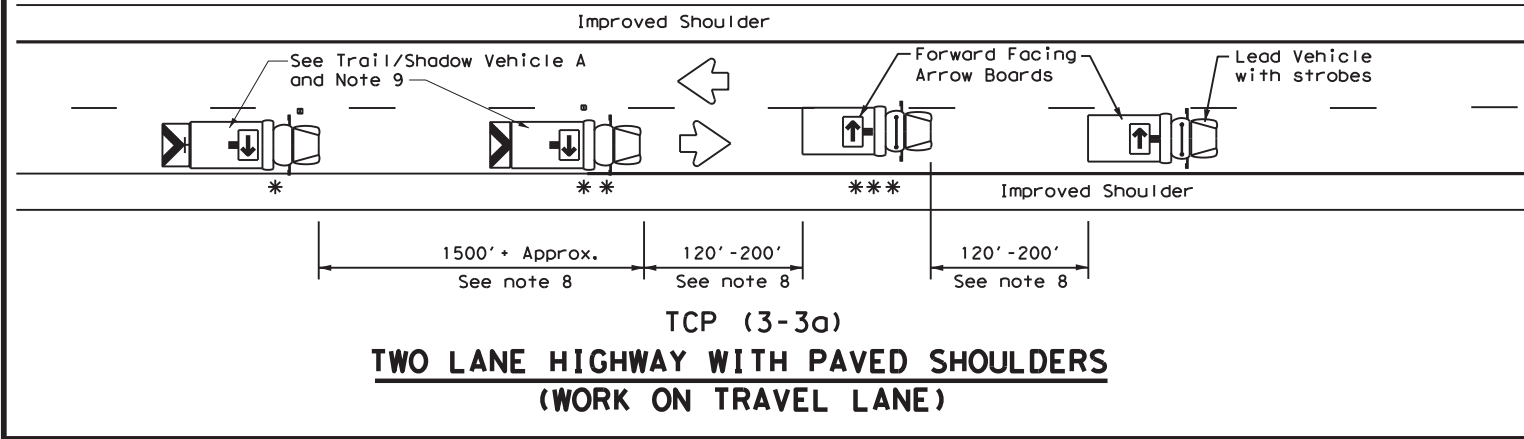 Improved Shoulder
See Trail/Shadow Vehicle A
and Note 9
Forward Facing
Arrow Boards
Lead Vehicle
with strobes
*
* *
***
Improved Shoulder
1500'+ Approx.
See note 8
120'-200'
See note 8
120'-200'
See note 8
TCP (3-3a)
TWO LANE HIGHWAY WITH PAVED SHOULDERS
(WORK ON TRAVEL LANE)